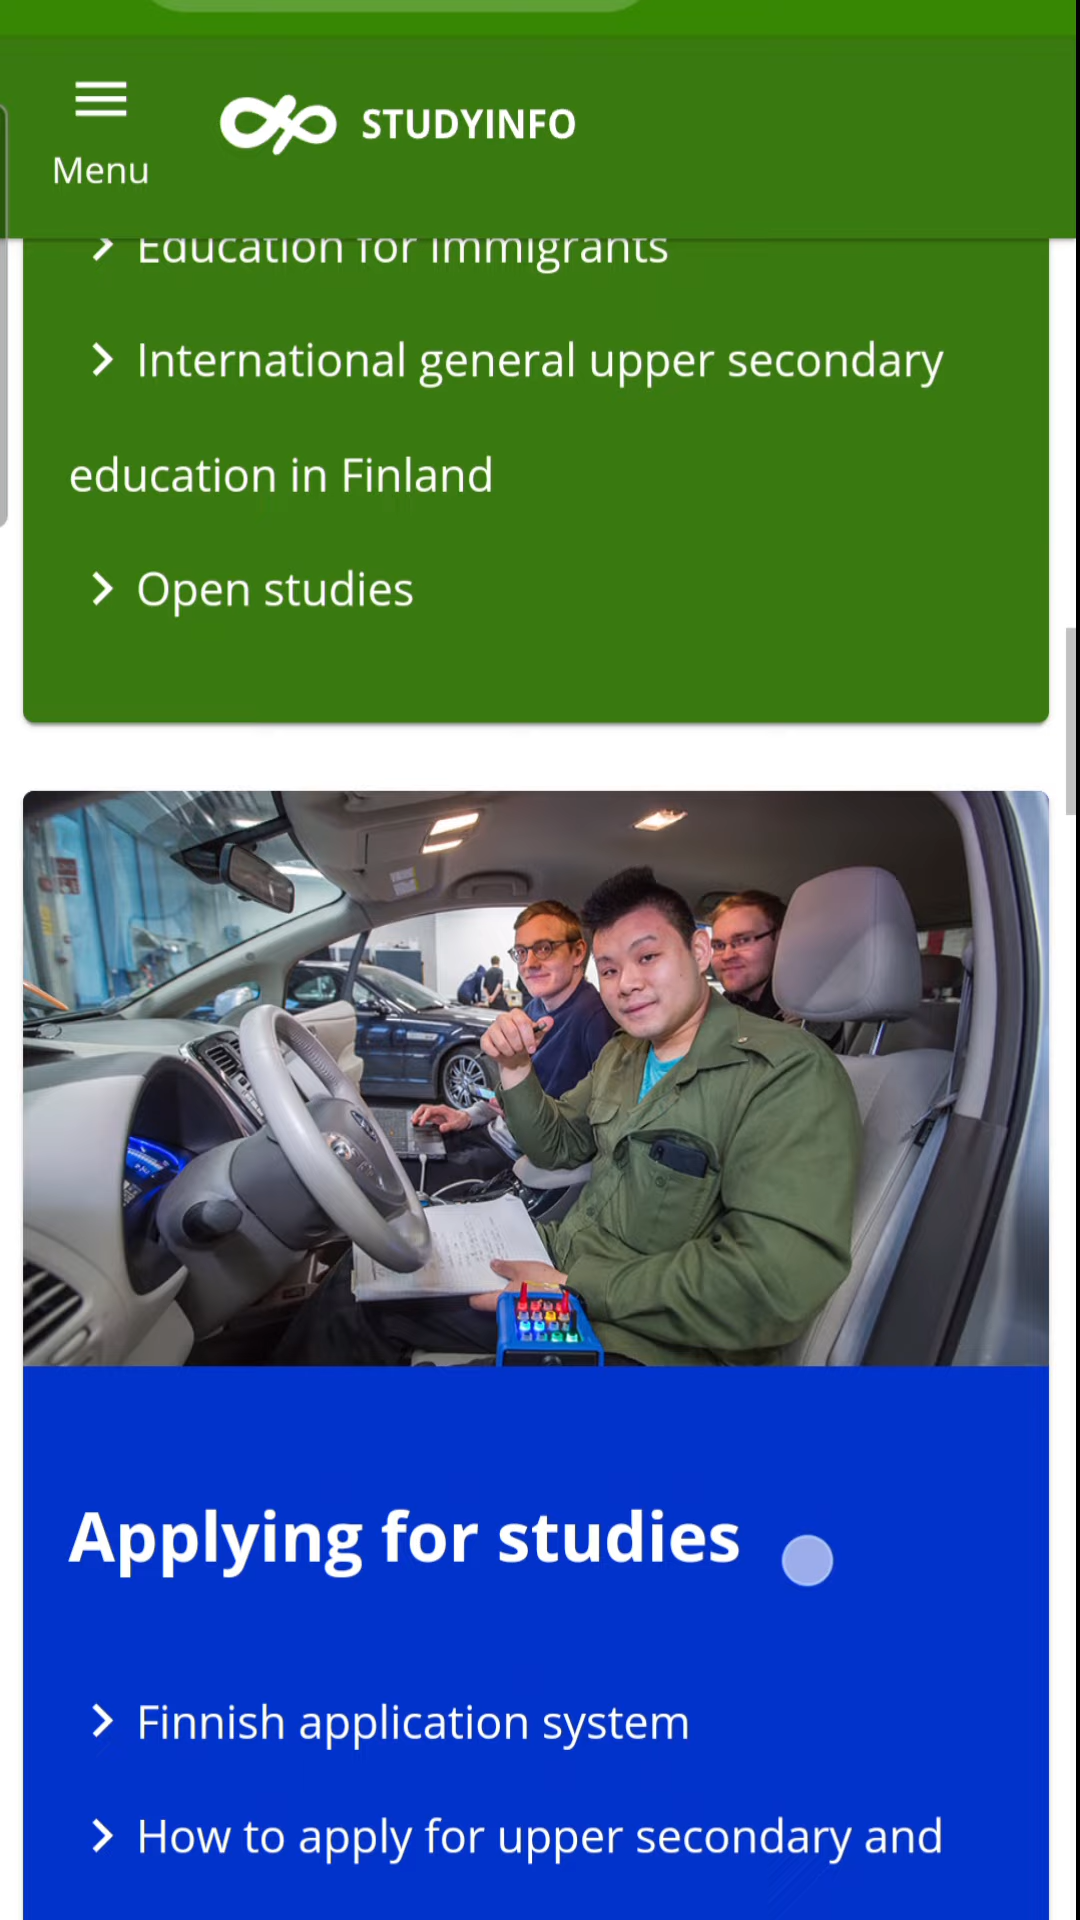 Menu
STUDYINFO
Education for immigrants
International general upper secondary
education in Finland
Open studies
Applying for studies
Finnish application system
How to apply for upper secondary and